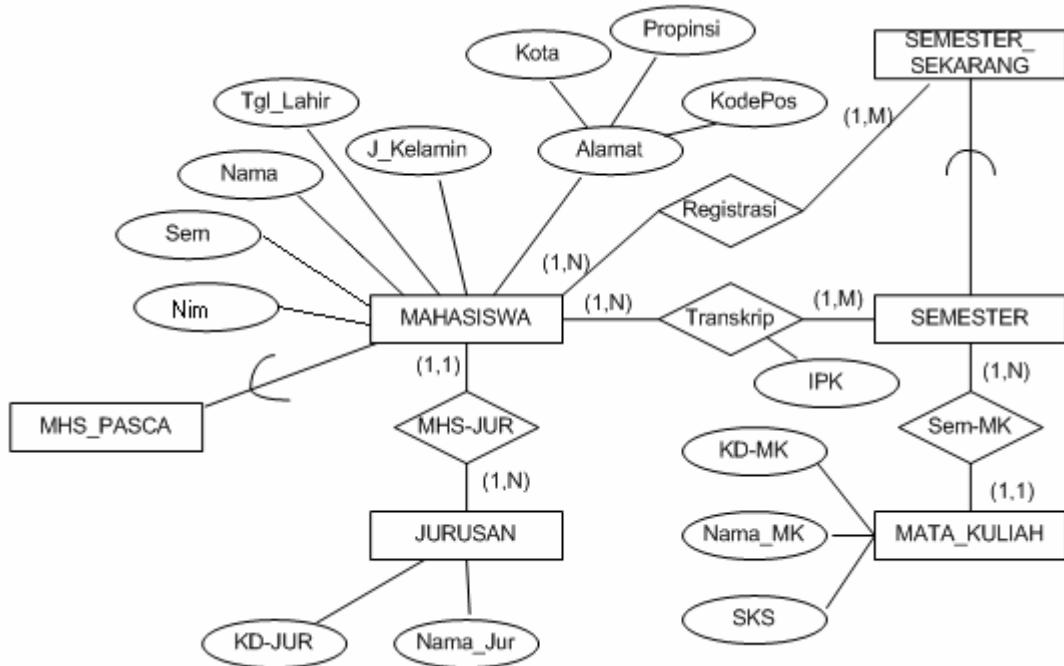 Propinsi
SEMESTER_
SEKARANG
Kota
Tgl_Lahir
KodePos
(1,M)
J_Kelamin
Alamat
Nama
Registrasi
Sem
(1,N)
Nim
(1,N)
(1,M)
MAHASISWA
Transkrip
SEMESTER
(1,1)
(1,N)
IPK
MHS_PASCA
MHS-JUR
Sem-MK
KD-MK
(1,N)
(1,1)
JURUSAN
Nama_MK
MATA_KULIAH
SKS
KD-JUR
Nama_Jur